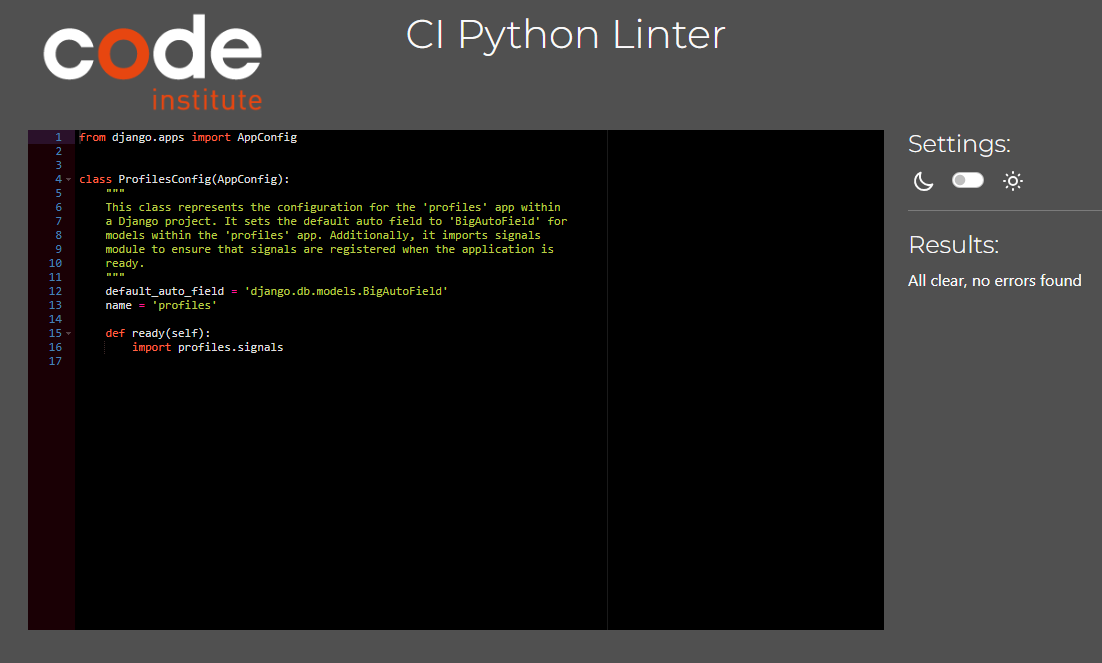 code
institute
CI Python Linter
1 from django.apps import AppConfig
2
3
4 class ProfilesConfig(AppConfig):
5 """
6 This class represents the configuration for the 'profiles' app within
7 a Django project. It sets the default auto field to 'BigAutoField' for
8 models within the 'profiles' app. Additionally, it imports signals
9 module to ensure that signals are registered when the application is
10 ready.
11 """
12 default_auto_field = 'django.db.models.BigAutoField'
13 name = 'profiles'
14
15 def ready(self):
16 import profiles.signals
17
Settings:
Results:
All clear, no errors found